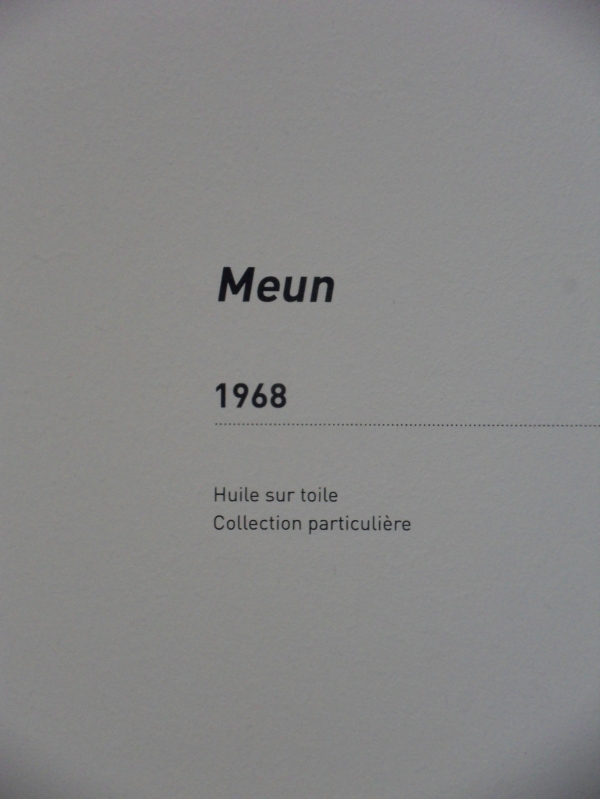 Meun
1968
Huile sur toile
Collection particulière